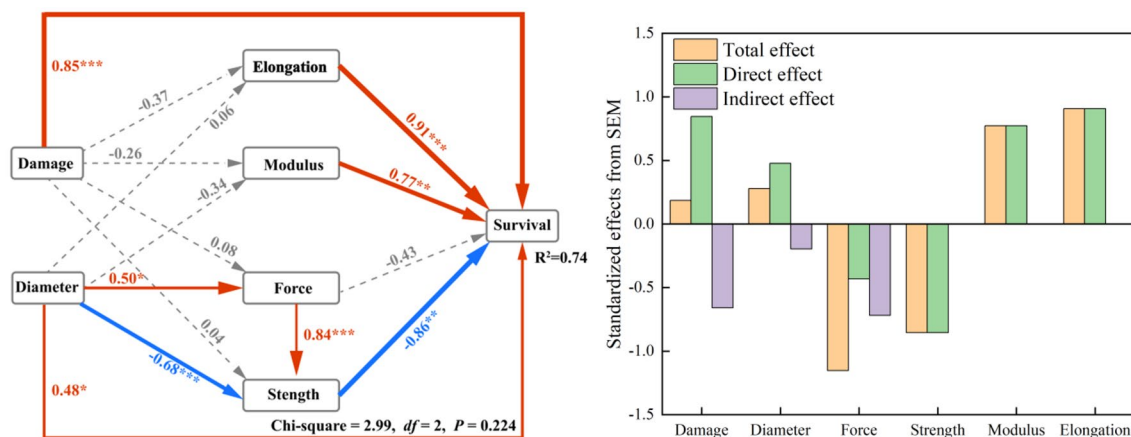 0.85***
Elongation
-0.37
0.06
0.91***
Damage
-0.26
Modulus
0.77**
-0.34
Survival
R²=0.74
0.08
-0.43
Diameter
0.50*
Force
0.04
0.84***
-0.86**
-0.68***
0.48*
Stength
Chi-square = 2.99, df = 2, P = 0.224
Standardized effects from SEM
1.5
1.0
0.5
0.0
-0.5
-1.0
-1.5
Total effect
Direct effect
Indirect effect
Damage Diameter Force Strength Modulus Elongation